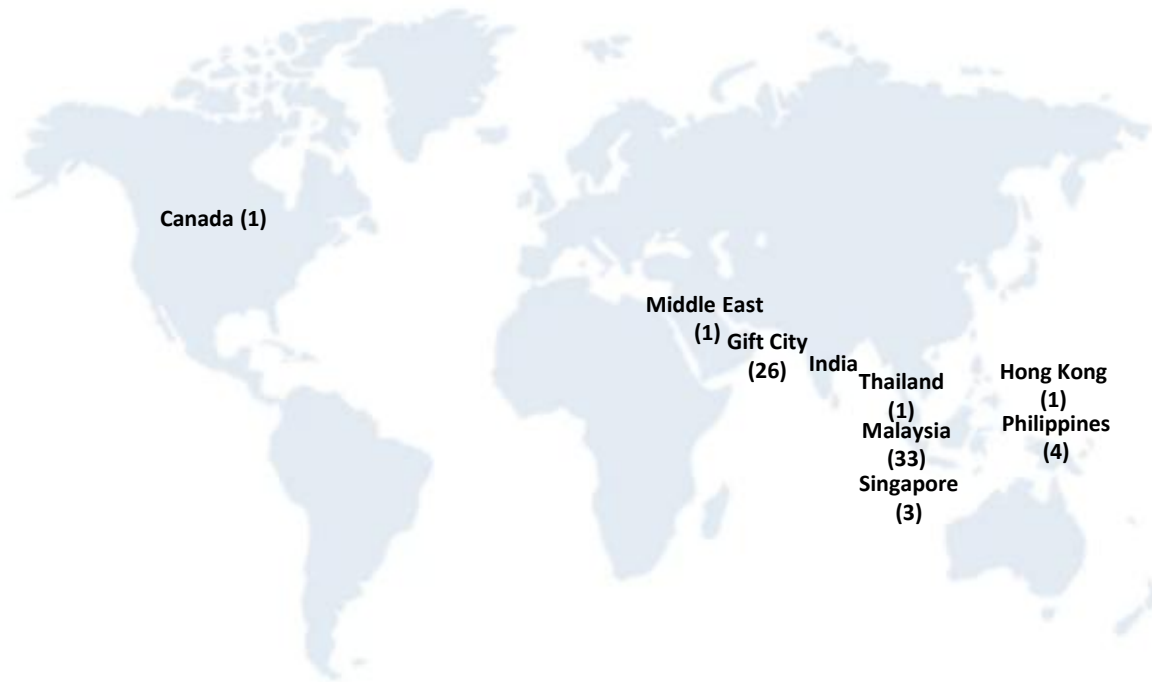 Canada (1)
Middle East
(1)
Gift City
(26)
India
Thailand
(1)
Malaysia
(33)
Singapore
(3)
Hong Kong
(1)
Philippines
(4)